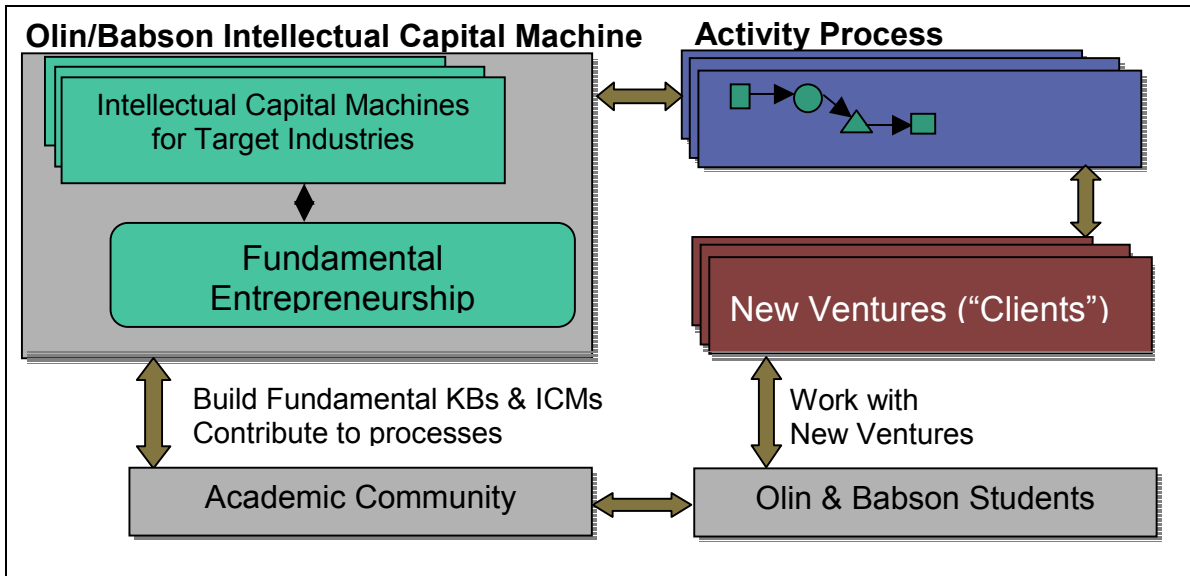 Olin/Babson Intellectual Capital Machine
Activity Process
Intellectual Capital Machines
for Target Industries
Fundamental
Entrepreneurship
New Ventures (“Clients”)
Build Fundamental KBs & ICMs
Contribute to processes
Work with
New Ventures
Academic Community
Olin & Babson Students